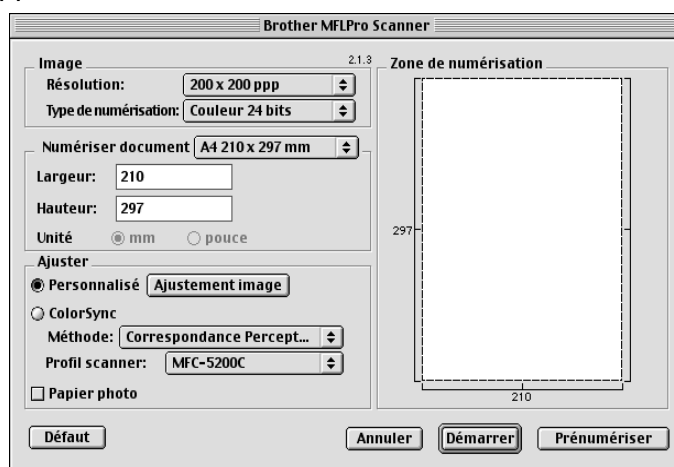 Brother MFLPro Scanner
Image
2.1.3
Résolution:
200 x 200 ppp
Type de numérisation:
Couleur 24 bits
Numériser document
A4 210 x 297 mm
Largeur:
210
Hauteur:
297
Unité
mm
pouce
Ajuster
Personnalisé
Ajustement image
ColorSync
Méthode:
Correspondance Percept...
Profil scanner:
MFC-5200C
Papier photo
Zone de numérisation
297
210
Défaut
Annuler
Démarrer
Prénumériser